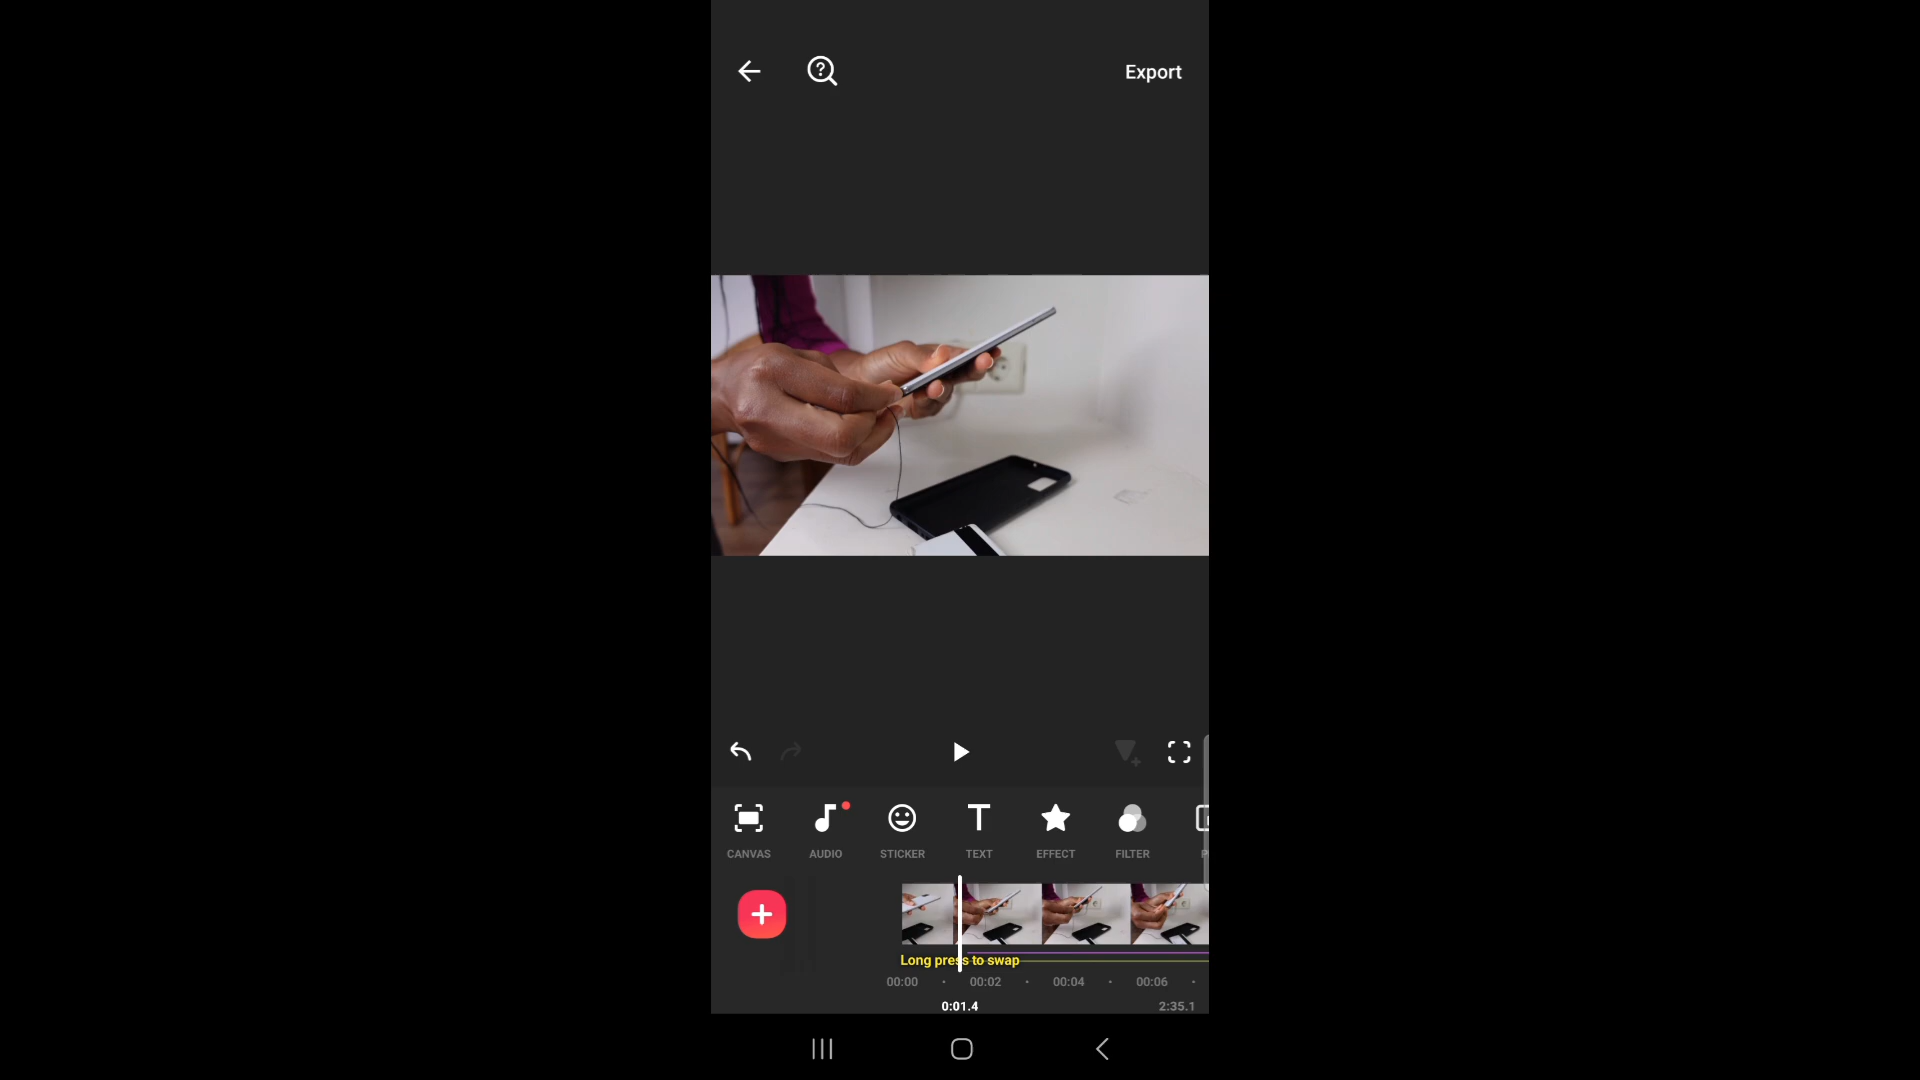 Export
CANVAS AUDIO STICKER TEXT EFFECT FILTER
Long press to swap
00:00 00:02 00:04 00:06
0:01.4 2:35.1